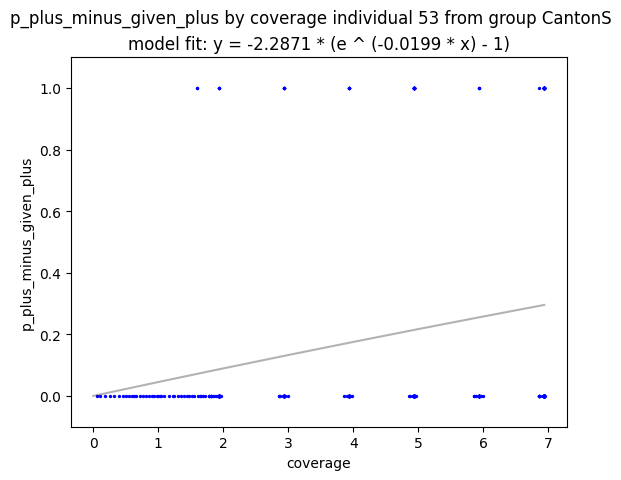 p_plus_minus_given_plus by coverage individual 53 from group CantonS
model fit: y = -2.2871 * (e ^ (-0.0199 * x) - 1)
1.0
0.8
0.6
0.4
0.2
0.0
p_plus_minus_given_plus
0 1 2 3 4 5 6 7
coverage